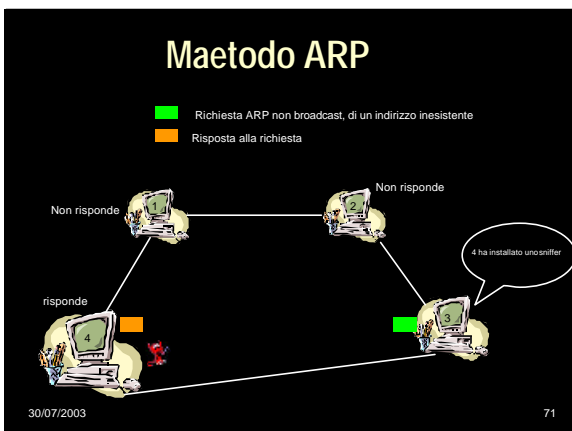 Maetodo ARP
Richiesta ARP non broadcast, di un indirizzo inesistente
Risposta alla richiesta
Non risponde
1
2
Non risponde
4 ha installato unosniffer
risponde
4
3
30/07/2003
71